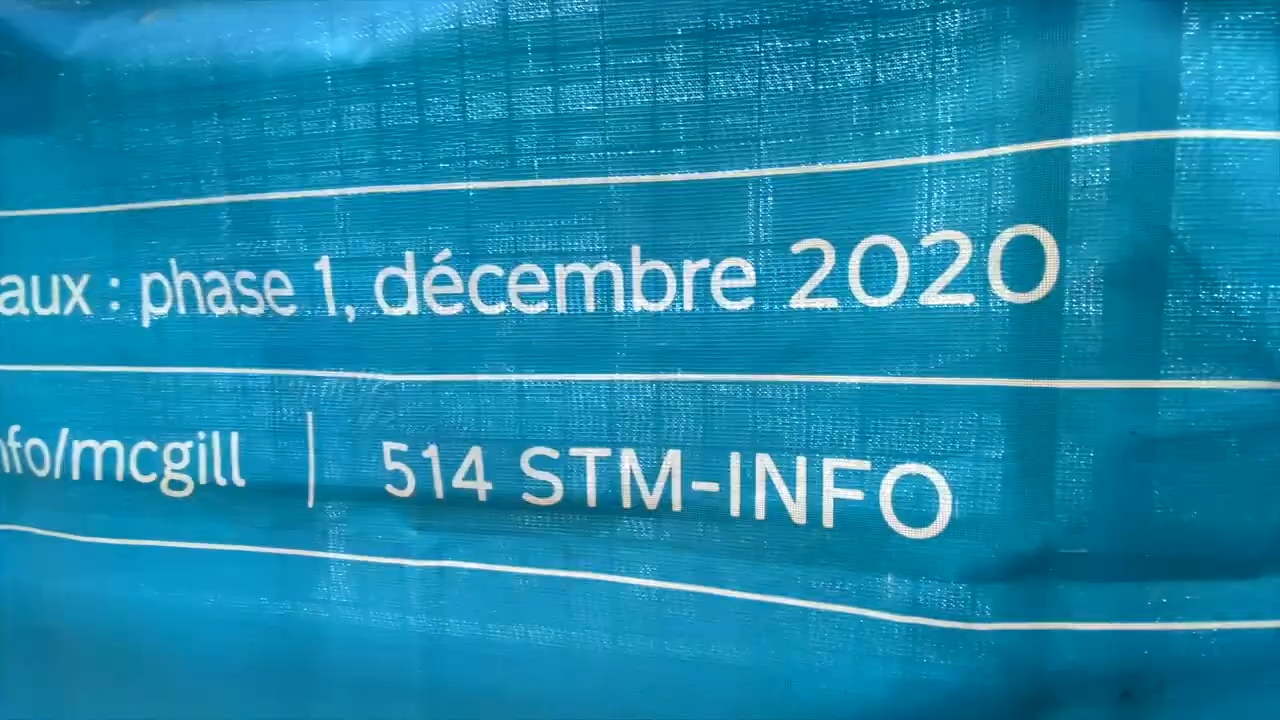 aux : phase 1, décembre 2020
nfo/mcgill | 514 STM-INFO